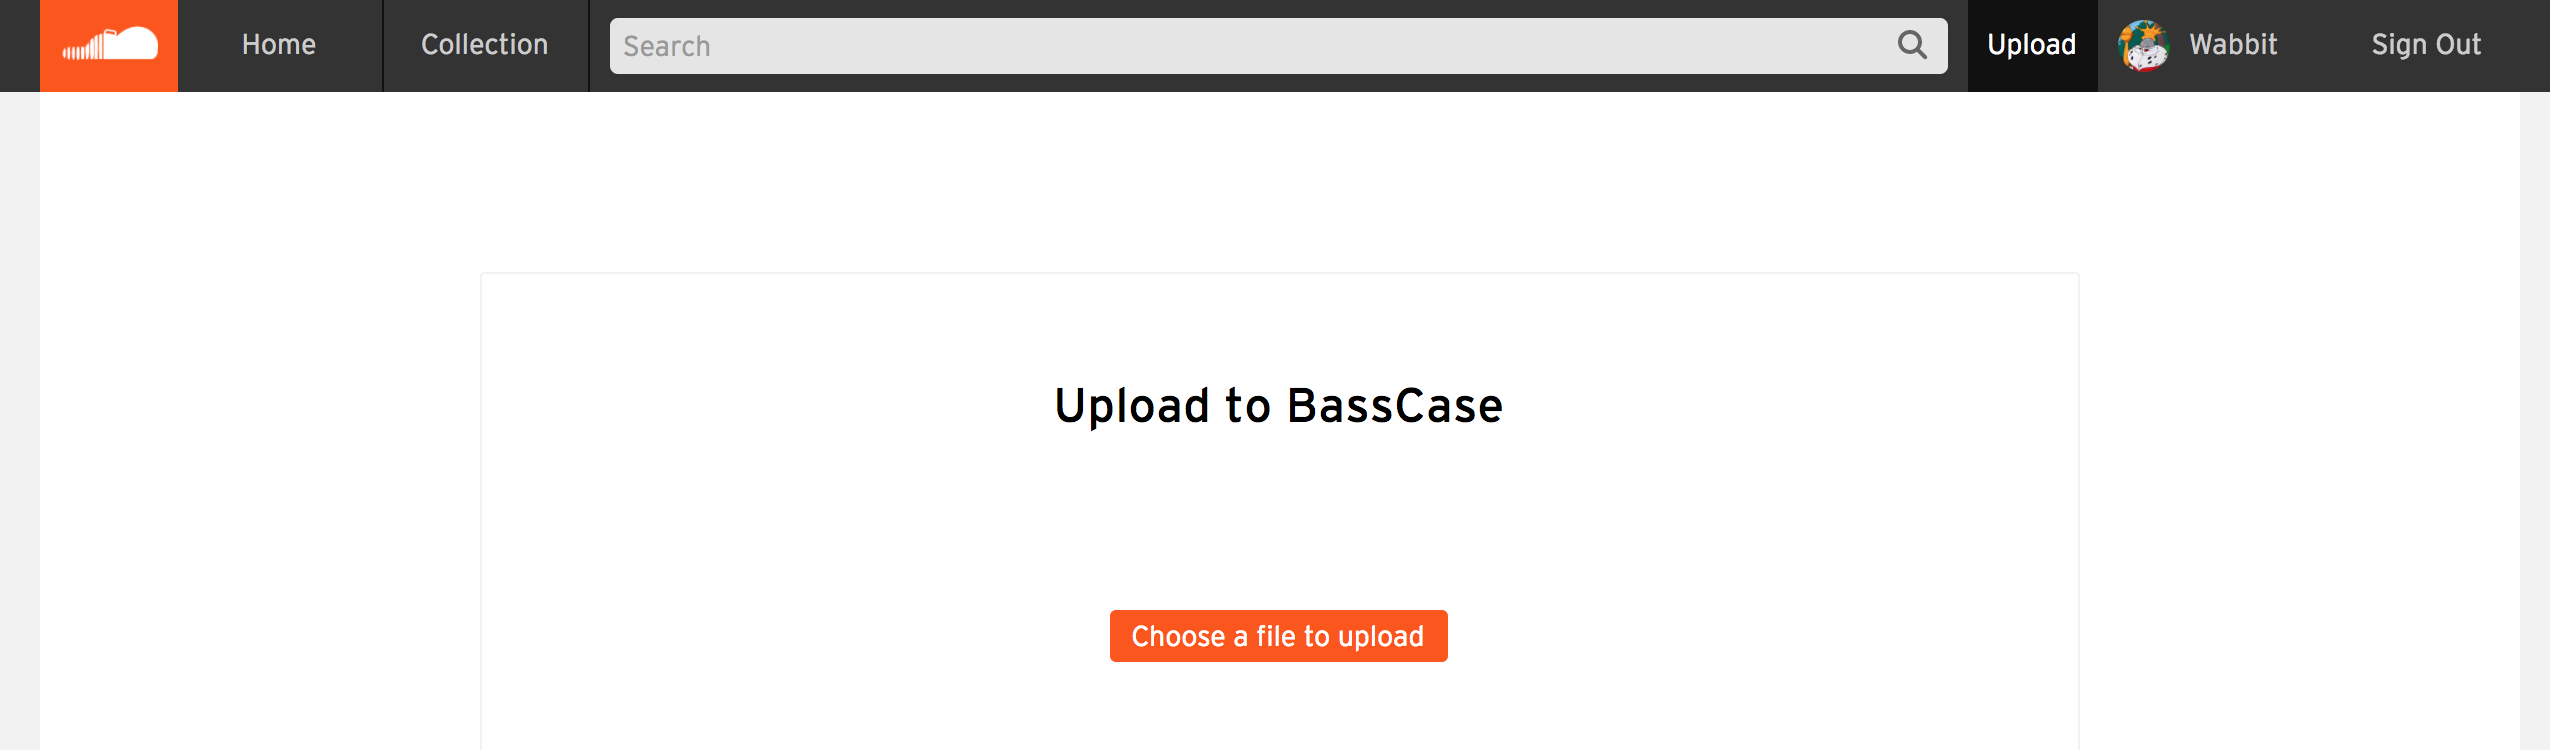 Home Collection Search Upload Wabbit Sign Out
Upload to BassCase
Choose a file to upload